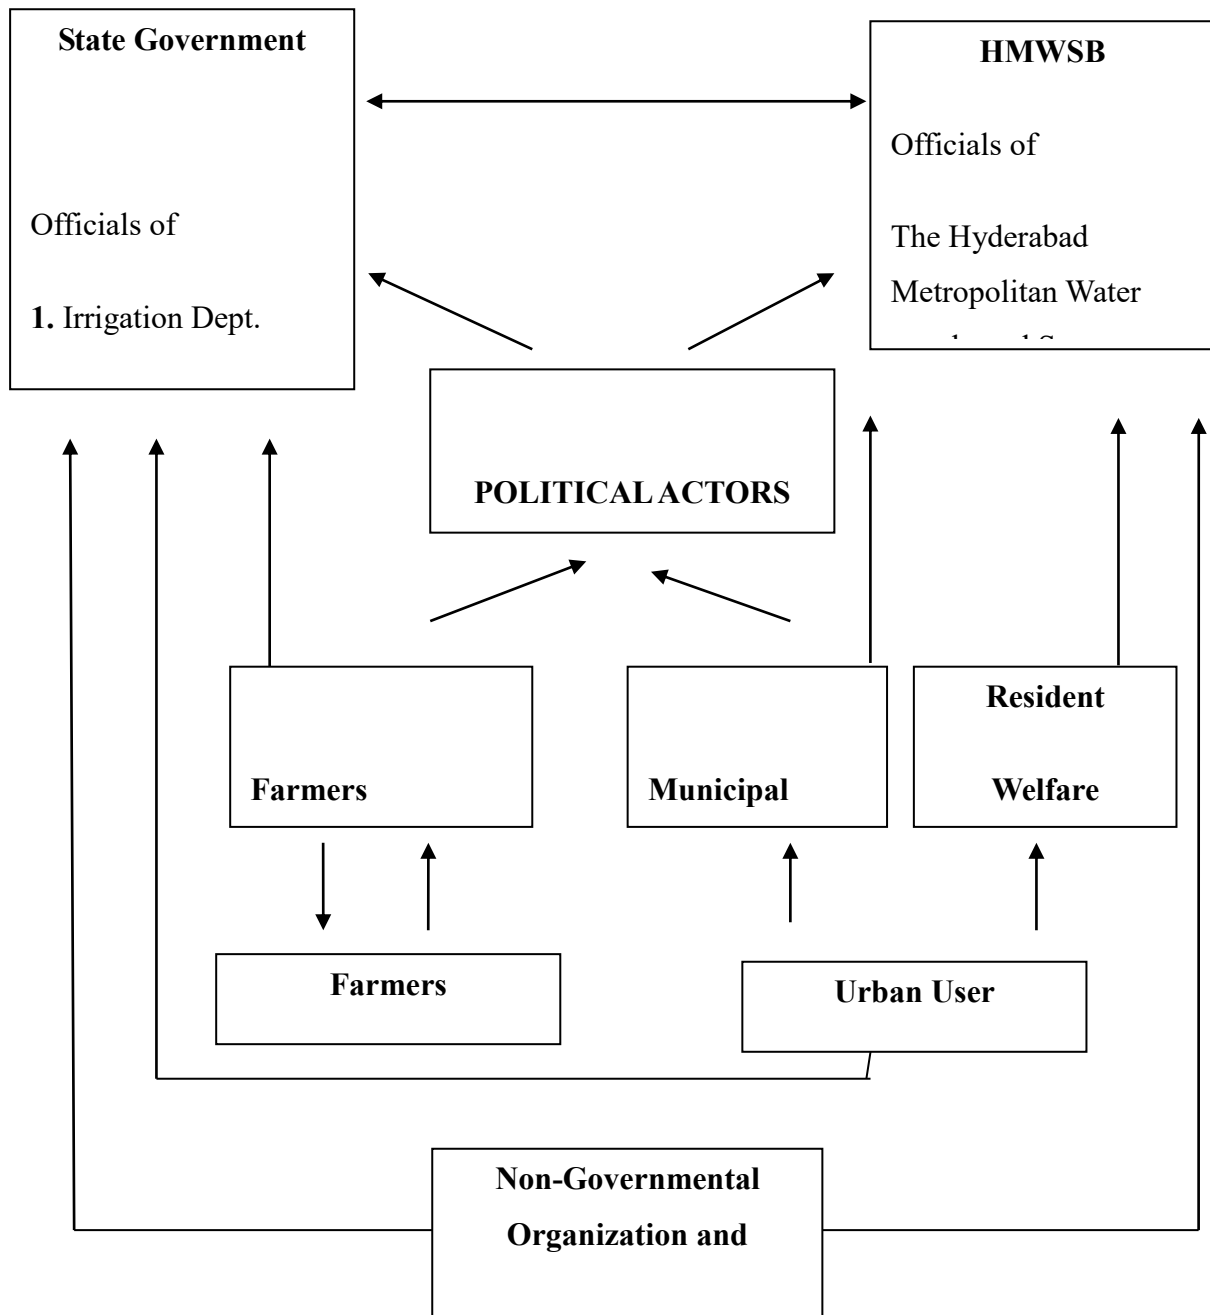 State Government
Officials of
1. Irrigation Dept.
HMWSB
Officials of
The Hyderabad
Metropolitan Water
POLITICAL ACTORS
Farmers
Municipal
Resident
Welfare
Farmers
Urban User
Non-Governmental
Organization and